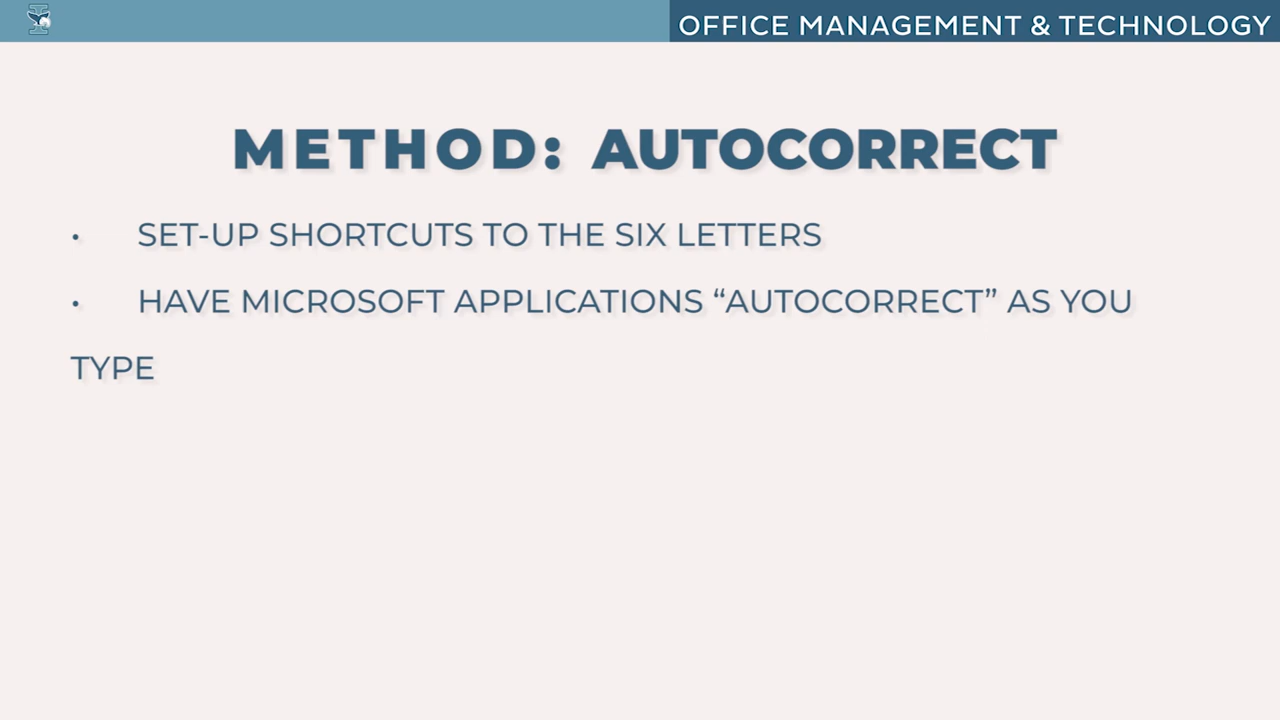 OFFICE MANAGEMENT & TECHNOLOGY
METHOD: AUTOCORRECT
• SET-UP SHORTCUTS TO THE SIX LETTERS
• HAVE MICROSOFT APPLICATIONS “AUTOCORRECT” AS YOU
TYPE